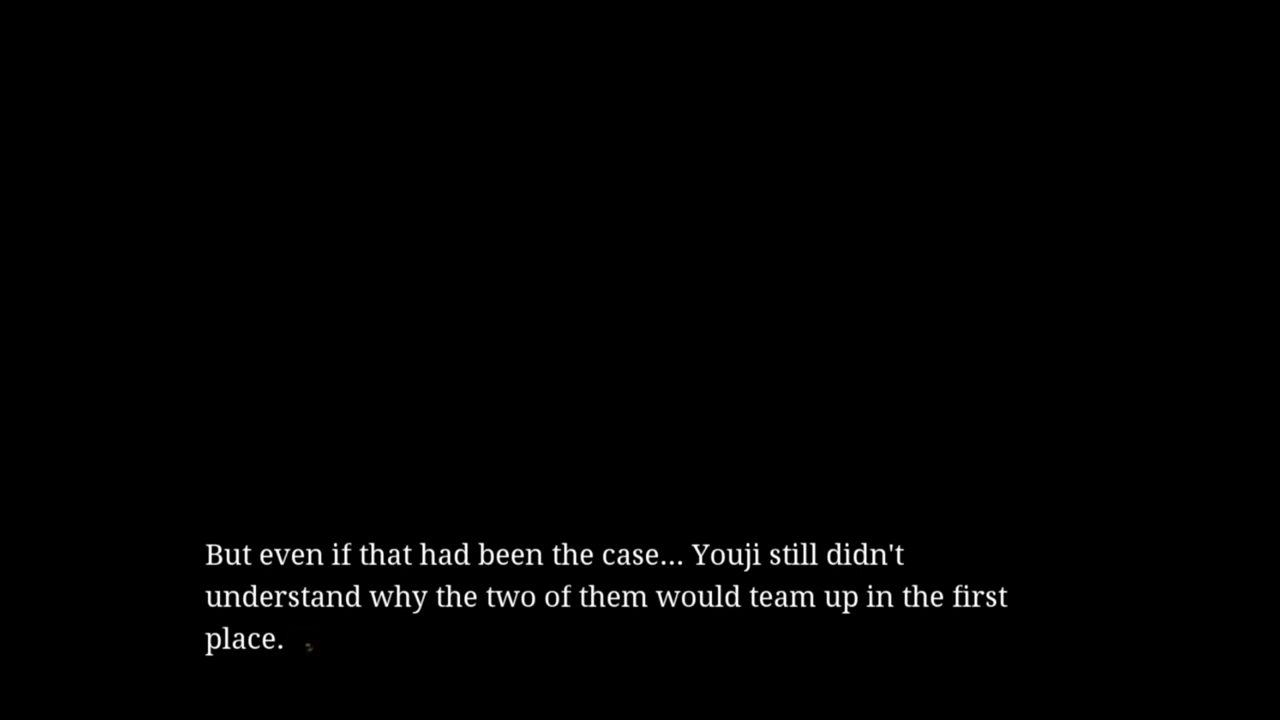 But even if that had been the case... Youji still didn't
understand why the two of them would team up in the first
place.